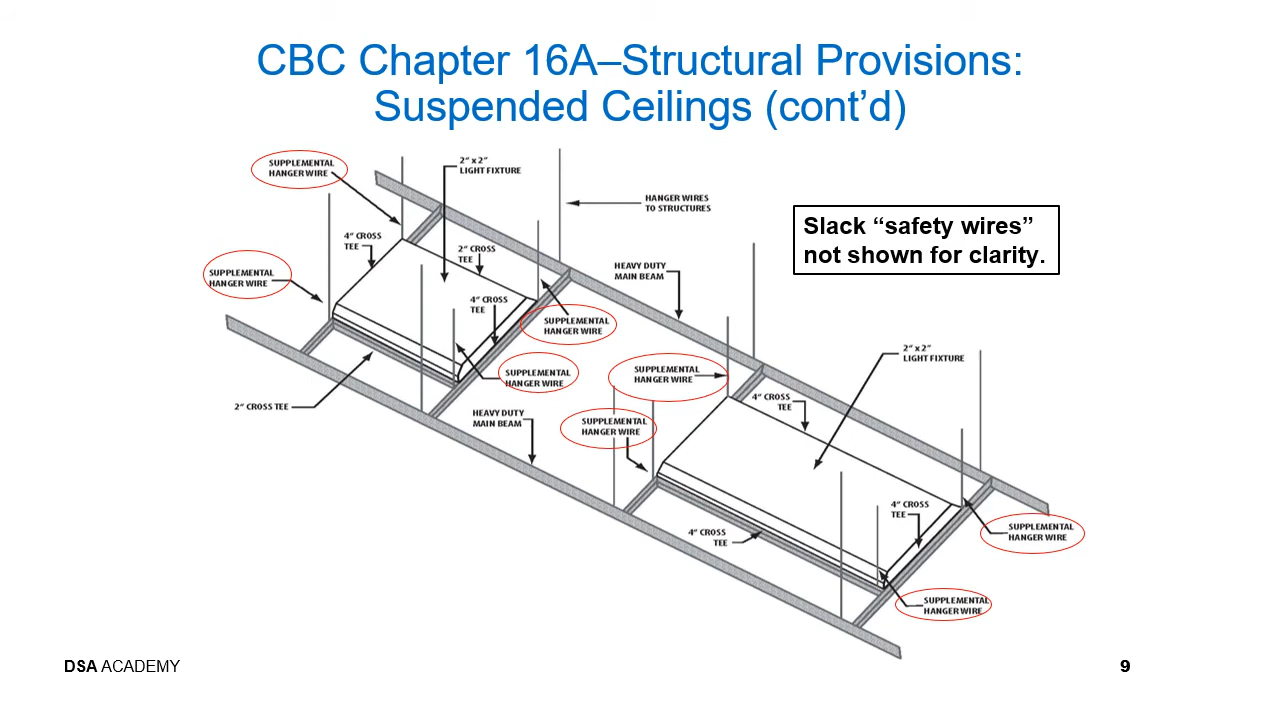 CBC Chapter 16A–Structural Provisions:
Suspended Ceilings (cont’d)
SUPPLEMENTAL
HANGER WIRE
2″ x 2″
LIGHT FIXTURE
HANGER WIRES
TO STRUCTURES
Slack “safety wires”
not shown for clarity.
4″ CROSS
TEE
2″ CROSS
TEE
SUPPLEMENTAL
HANGER WIRE
HEAVY DUTY
MAIN BEAM
4″ CROSS
TEE
SUPPLEMENTAL
HANGER WIRE
2″ x 2″
LIGHT FIXTURE
SUPPLEMENTAL
HANGER WIRE
SUPPLEMENTAL
HANGER WIRE
2″ CROSS TEE
HEAVY DUTY
MAIN BEAM
4″ CROSS
TEE
SUPPLEMENTAL
HANGER WIRE
4″ CROSS
TEE
4″ CROSS
TEE
SUPPLEMENTAL
HANGER WIRE
SUPPLEMENTAL
HANGER WIRE
DSA ACADEMY
9